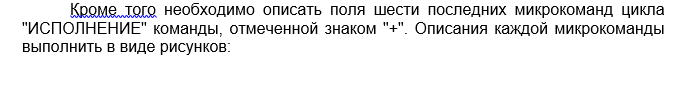 Кроме того необходимо описать поля шести последних микрокоманд цикла
"ИСПОЛНЕНИЕ" команды, отмеченной знаком "+". Описания каждой микрокоманды
выполнить в виде рисунков: